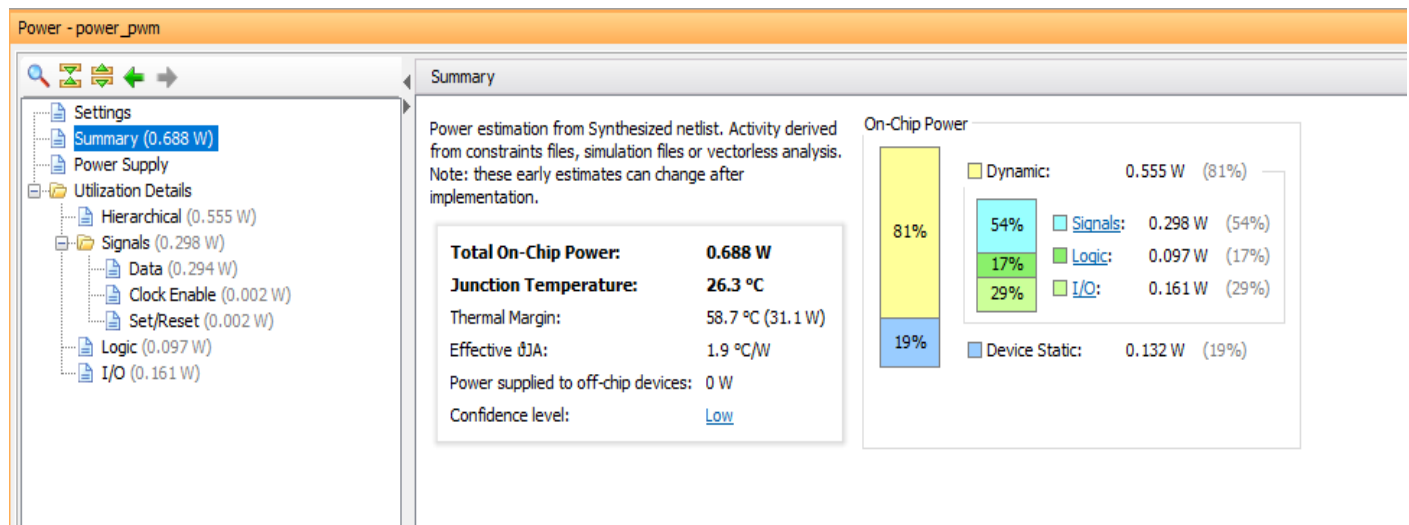 Power - power_pwm
Settings
Summary (0.688 W)
Power Supply
Utilization Details
Hierarchical (0.555 W)
Signals (0.298 W)
Data (0.294 W)
Clock Enable (0.002 W)
Set/Reset (0.002 W)
Logic (0.097 W)
I/O (0.161 W)
Summary
Power estimation from Synthesized netlist. Activity derived
from constraints files, simulation files or vectorless analysis.
Note: these early estimates can change after
implementation.
Total On-Chip Power: 0.688 W
Junction Temperature: 26.3 °C
Thermal Margin: 58.7 °C (31.1 W)
Effective ϑJA: 1.9 °C/W
Power supplied to off-chip devices: 0 W
Confidence level: Low
On-Chip Power
81%
19%
Dynamic: 0.555 W (81%)
54% Signals: 0.298 W (54%)
17% Logic: 0.097 W (17%)
29% I/O: 0.161 W (29%)
Device Static: 0.132 W (19%)